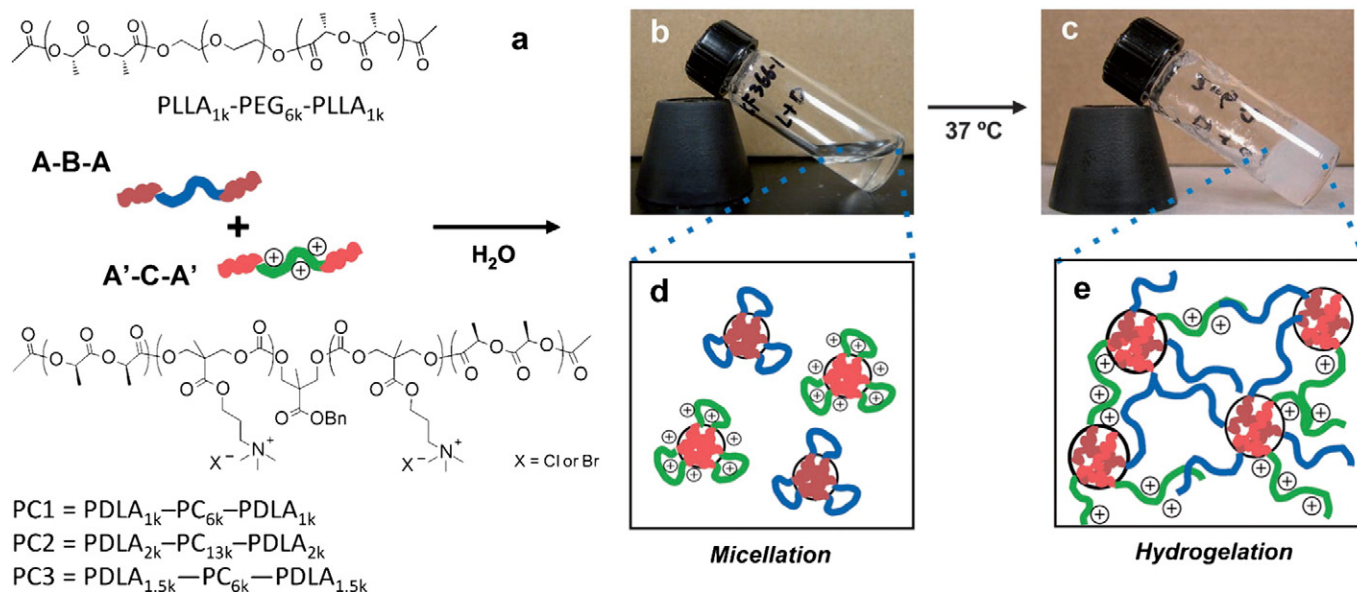 a
PLLA1k-PEG6k-PLLA1k
A-B-A
+
A'-C-A'
H2O
O O O O O O O O O O O O
O O O O O O O O O O O O O O O O
OBn
X− N+
X− N+
X = Cl or Br
PC1 = PDLA1k–PC6k–PDLA1k
PC2 = PDLA2k–PC13k–PDLA2k
PC3 = PDLA1.5k—PC6k—PDLA1.5k
b
L+D
37 ºC
c
d
Micellation
e
Hydrogelation